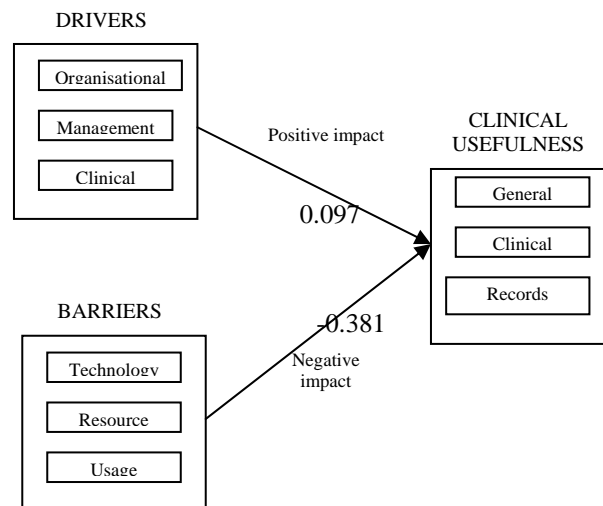 DRIVERS
Organisational
Management
Clinical
Positive impact
0.097
CLINICAL
USEFULNESS
General
Clinical
Records
BARRIERS
Technology
Resource
Usage
-0.381
Negative
impact